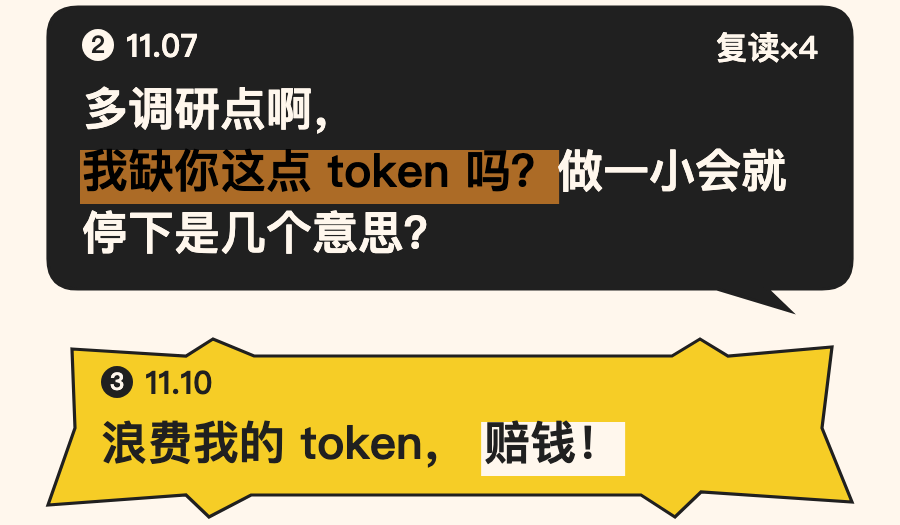 2 11.07 复读×4
多调研点啊，
我缺你这点 token 吗？做一小会就
停下是几个意思？
3 11.10
浪费我的 token，赔钱！